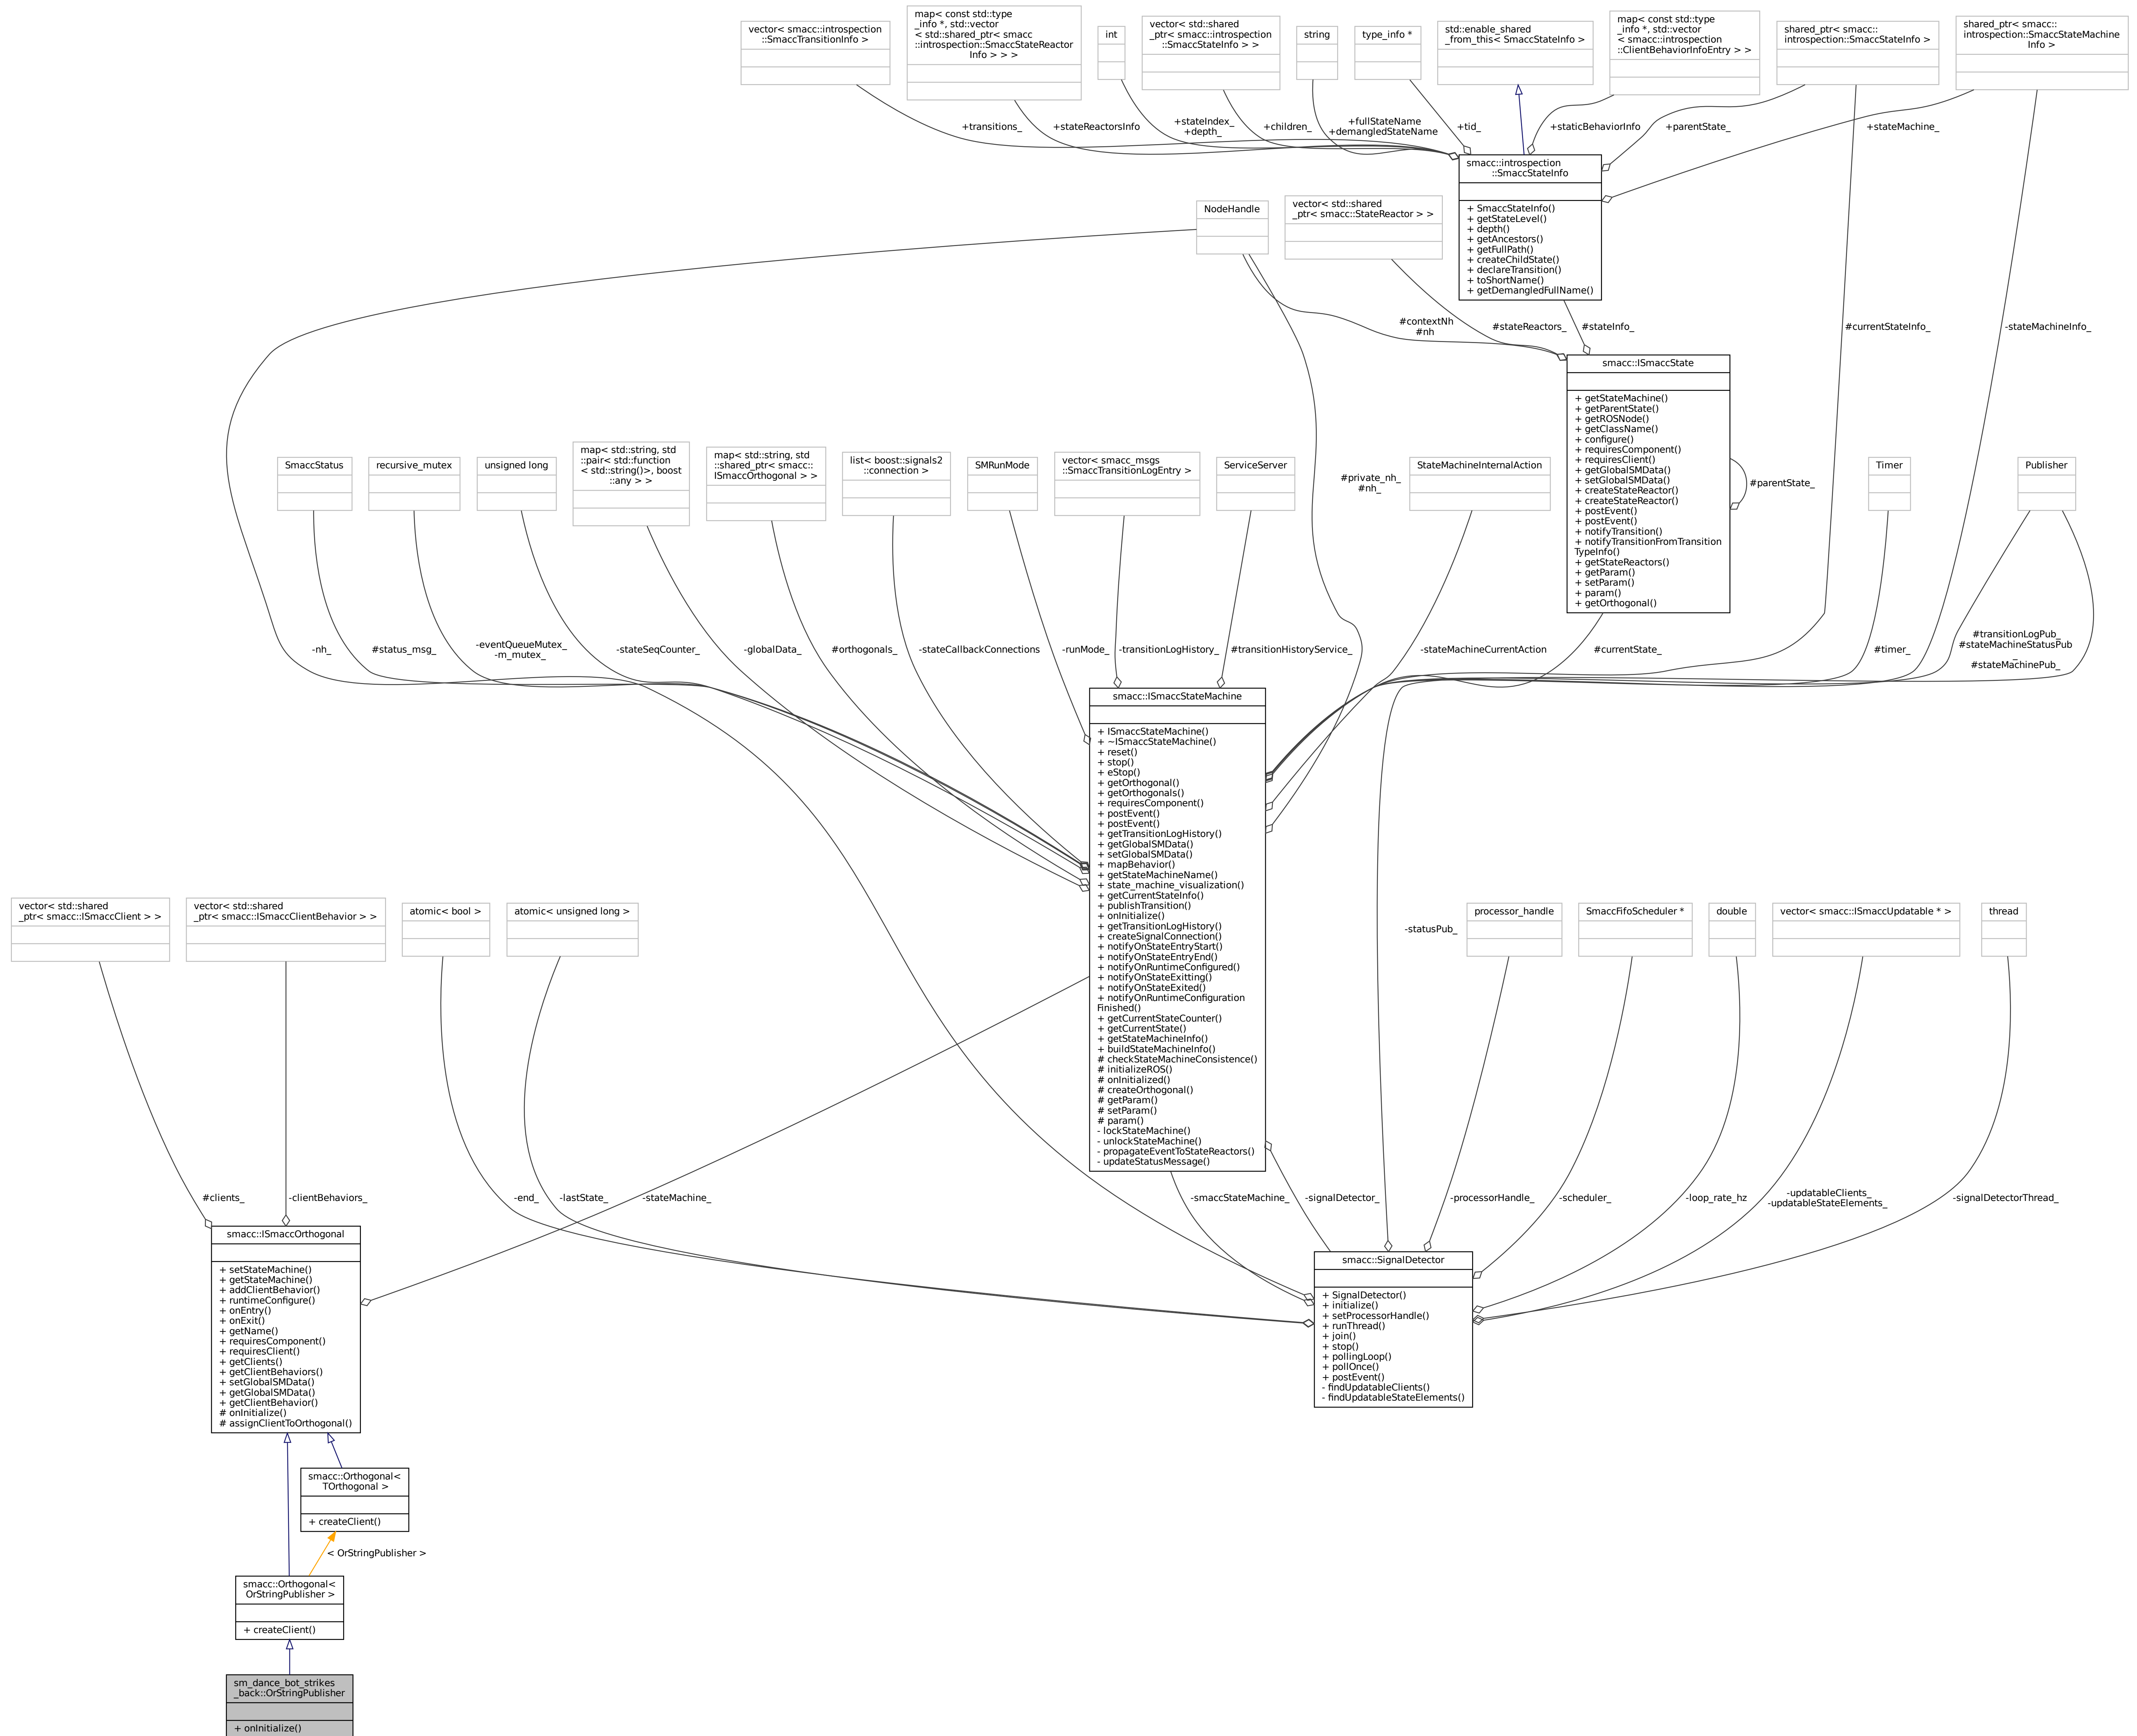 vector< smacc::introspection
::SmaccTransitionInfo >
map< const std::type
_info *, std::vector
< std::shared_ptr< smacc
::introspection::SmaccStateReactor
Info > > >
int
vector< std::shared
_ptr< smacc::introspection
::SmaccStateInfo > >
string
type_info *
std::enable_shared
_from_this< SmaccStateInfo >
map< const std::type
_info *, std::vector
< smacc::introspection
::ClientBehaviorInfoEntry > >
shared_ptr< smacc::
introspection::SmaccStateInfo >
shared_ptr< smacc::
introspection::SmaccStateMachine
Info >
+transitions_
+stateReactorsInfo
+stateIndex_
+depth_
+children_
+fullStateName
+demangledStateName
+tid_
+staticBehaviorInfo
+parentState_
+stateMachine_
smacc::introspection
::SmaccStateInfo
+ SmaccStateInfo()
+ getStateLevel()
+ depth()
+ getAncestors()
+ getFullPath()
+ createChildState()
+ declareTransition()
+ toShortName()
+ getDemangledFullName()
NodeHandle
vector< std::shared
_ptr< smacc::StateReactor > >
#contextNh
#nh
#stateReactors_
#stateInfo_
#currentStateInfo_
-stateMachineInfo_
smacc::ISmaccState
+ getStateMachine()
+ getParentState()
+ getROSNode()
+ getClassName()
+ configure()
+ requiresComponent()
+ requiresClient()
+ getGlobalSMData()
+ setGlobalSMData()
+ createStateReactor()
+ createStateReactor()
+ postEvent()
+ postEvent()
+ notifyTransition()
+ notifyTransitionFromTransition
TypeInfo()
+ getStateReactors()
+ getParam()
+ setParam()
+ param()
+ getOrthogonal()
#parentState_
SmaccStatus
recursive_mutex
unsigned long
map< std::string, std
::pair< std::function
< std::string()>, boost
::any > >
map< std::string, std
::shared_ptr< smacc::
ISmaccOrthogonal > >
list< boost::signals2
::connection >
SMRunMode
vector< smacc_msgs
::SmaccTransitionLogEntry >
ServiceServer
#private_nh_
#nh_
StateMachineInternalAction
Timer
Publisher
-nh_
#status_msg_
-eventQueueMutex_
-m_mutex_
-stateSeqCounter_
-globalData_
#orthogonals_
-stateCallbackConnections
-runMode_
-transitionLogHistory_
#transitionHistoryService_
-stateMachineCurrentAction
#currentState_
#timer_
#transitionLogPub_
#stateMachineStatusPub
_
#stateMachinePub_
smacc::ISmaccStateMachine
+ ISmaccStateMachine()
+ ~ISmaccStateMachine()
+ reset()
+ stop()
+ eStop()
+ getOrthogonal()
+ getOrthogonals()
+ requiresComponent()
+ postEvent()
+ postEvent()
+ getTransitionLogHistory()
+ getGlobalSMData()
+ setGlobalSMData()
+ mapBehavior()
+ getStateMachineName()
+ state_machine_visualization()
+ getCurrentStateInfo()
+ publishTransition()
+ onInitialize()
+ getTransitionLogHistory()
+ createSignalConnection()
+ notifyOnStateEntryStart()
+ notifyOnStateEntryEnd()
+ notifyOnRuntimeConfigured()
+ notifyOnStateExitting()
+ notifyOnStateExited()
+ notifyOnRuntimeConfiguration
Finished()
+ getCurrentStateCounter()
+ getCurrentState()
+ getStateMachineInfo()
+ buildStateMachineInfo()
# checkStateMachineConsistence()
# initializeROS()
# onInitialized()
# createOrthogonal()
# getParam()
# setParam()
# param()
- lockStateMachine()
- unlockStateMachine()
- propagateEventToStateReactors()
- updateStatusMessage()
vector< std::shared
_ptr< smacc::ISmaccClient > >
vector< std::shared
_ptr< smacc::ISmaccClientBehavior > >
atomic< bool >
atomic< unsigned long >
-statusPub_
processor_handle
SmaccFifoScheduler *
double
vector< smacc::ISmaccUpdatable * >
thread
#clients_
-clientBehaviors_
-end_
-lastState_
-stateMachine_
-smaccStateMachine_
-signalDetector_
-processorHandle_
-scheduler_
-loop_rate_hz
-updatableClients_
-updatableStateElements_
-signalDetectorThread_
smacc::ISmaccOrthogonal
+ setStateMachine()
+ getStateMachine()
+ addClientBehavior()
+ runtimeConfigure()
+ onEntry()
+ onExit()
+ getName()
+ requiresComponent()
+ requiresClient()
+ getClients()
+ getClientBehaviors()
+ setGlobalSMData()
+ getGlobalSMData()
+ getClientBehavior()
# onInitialize()
# assignClientToOrthogonal()
smacc::SignalDetector
+ SignalDetector()
+ initialize()
+ setProcessorHandle()
+ runThread()
+ join()
+ stop()
+ pollingLoop()
+ pollOnce()
+ postEvent()
- findUpdatableClients()
- findUpdatableStateElements()
smacc::Orthogonal<
TOrthogonal >
+ createClient()
< OrStringPublisher >
smacc::Orthogonal<
OrStringPublisher >
+ createClient()
sm_dance_bot_strikes
_back::OrStringPublisher
+ onInitialize()